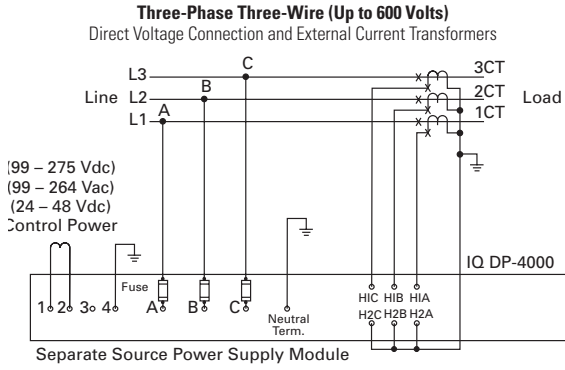 Three-Phase Three-Wire (Up to 600 Volts)
Direct Voltage Connection and External Current Transformers
C
L3
3CT
B
Line L2
2CT
Load
A
L1
1CT
(99 – 275 Vdc)
(99 – 264 Vac)
(24 – 48 Vdc)
Control Power
IQ DP-4000
Fuse
HIC HIB HIA
1 2 3 4 A B C
H2C H2B H2A
Neutral
Term.
Separate Source Power Supply Module